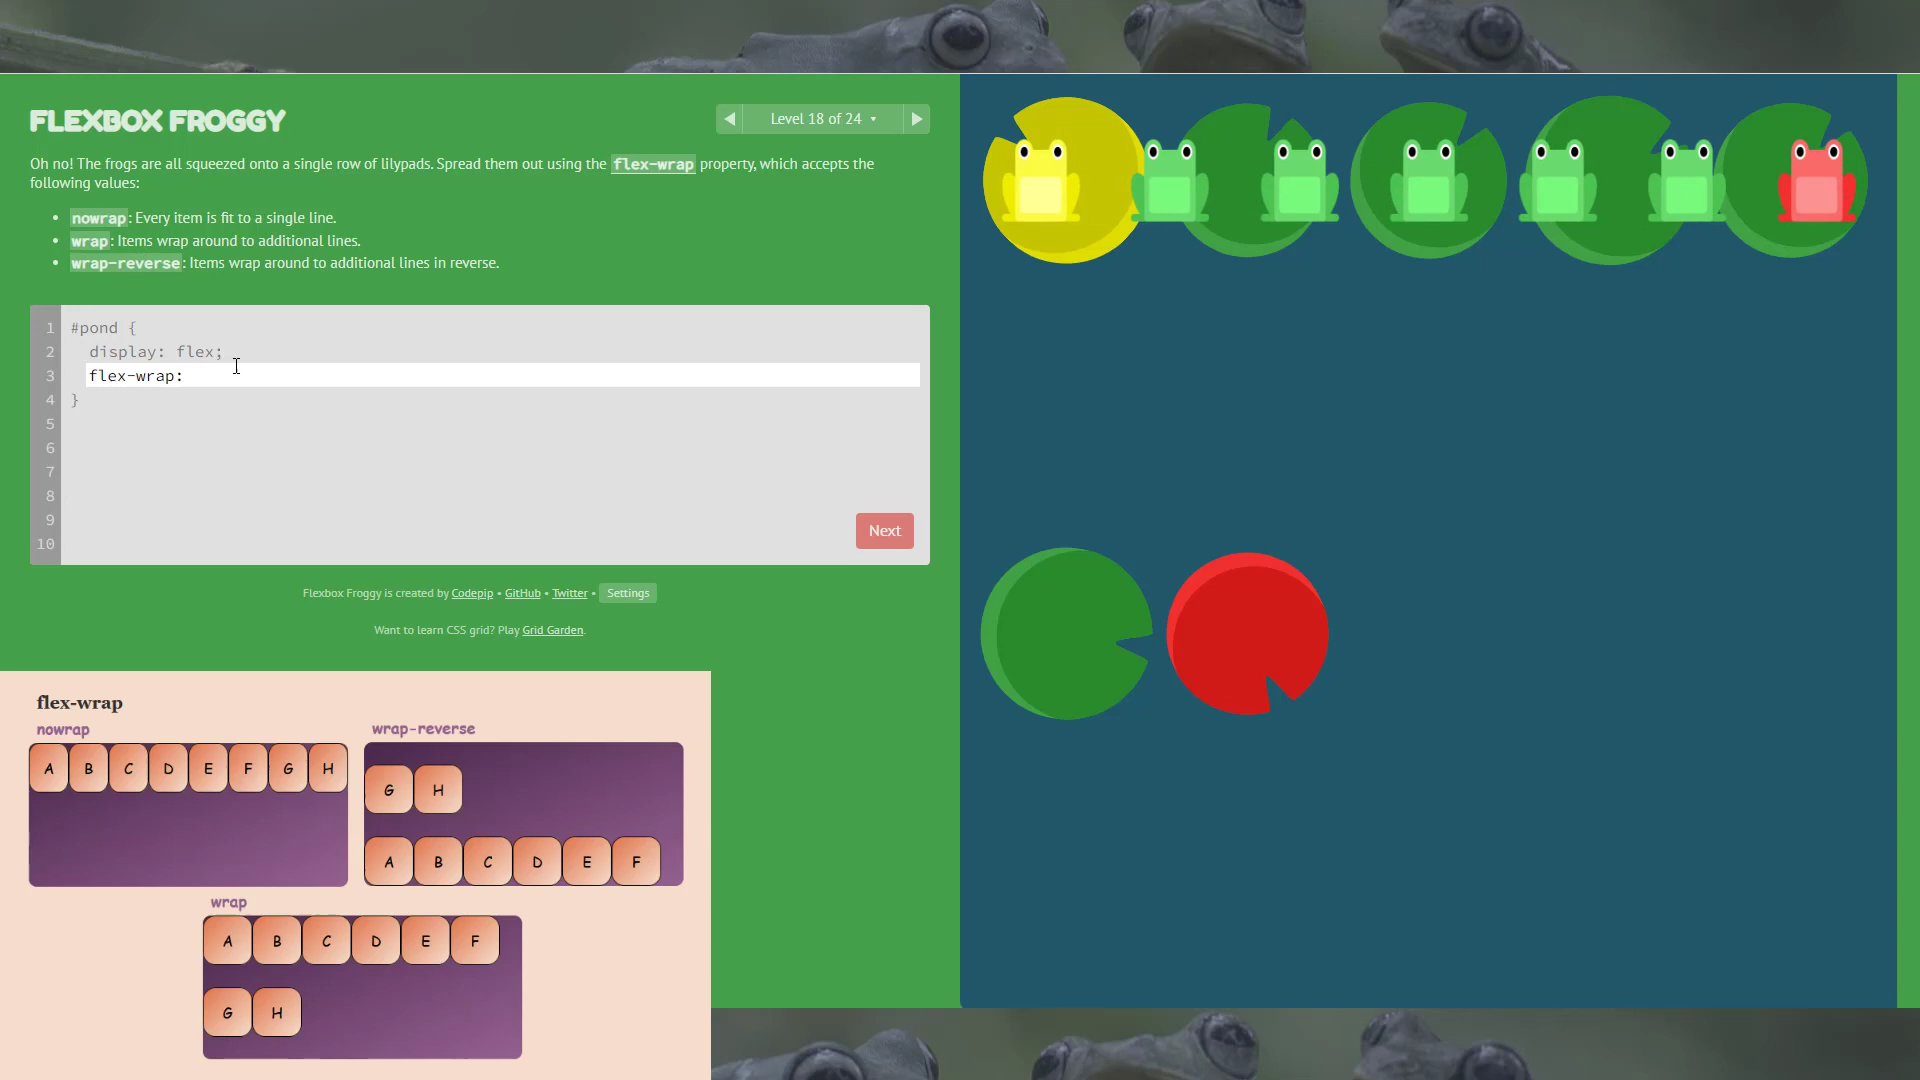 FLEXBOX FROGGY
Level 18 of 24
Oh no! The frogs are all squeezed onto a single row of lilypads. Spread them out using the flex-wrap property, which accepts the
following values:
• nowrap: Every item is fit to a single line.
• wrap: Items wrap around to additional lines.
• wrap-reverse: Items wrap around to additional lines in reverse.
1 #pond {
2 display: flex;
3 flex-wrap:
4 }
5
6
7
8
9
10
Next
Flexbox Froggy is created by Codepip • GitHub • Twitter • Settings
Want to learn CSS grid? Play Grid Garden.
flex-wrap
nowrap
A B C D E F G H
wrap-reverse
G H
A B C D E F
wrap
A B C D E F
G H